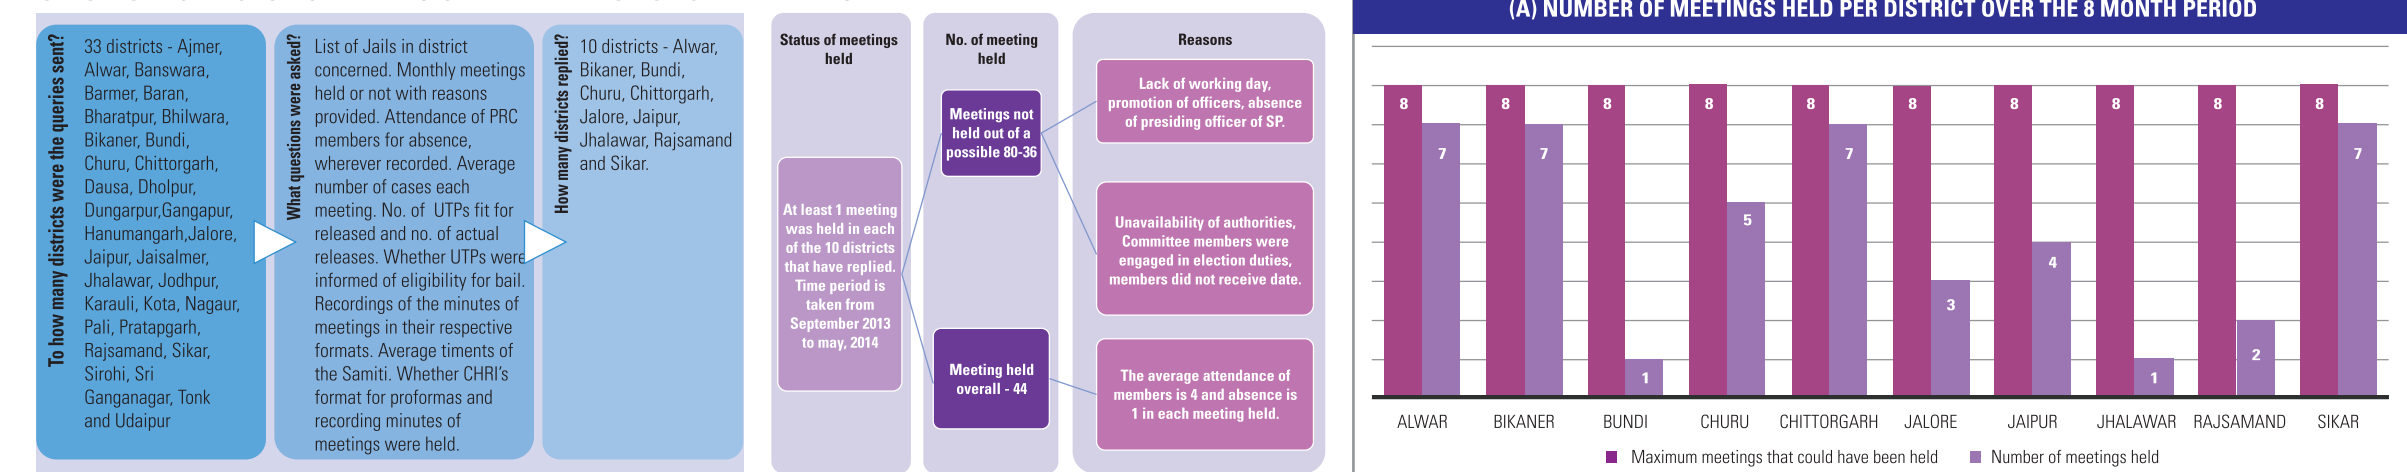 To how many districts were the queries sent?
33 districts - Ajmer,
Alwar, Banswara,
Barmer, Baran,
Bharatpur, Bhilwara,
Bikaner, Bundi,
Churu, Chittorgarh,
Dausa, Dholpur,
Dungarpur,Gangapur,
Hanumangarh,Jalore,
Jaipur, Jaisalmer,
Jhalawar, Jodhpur,
Karauli, Kota, Nagaur,
Pali, Pratapgarh,
Rajsamand, Sikar,
Sirohi, Sri
Ganganagar, Tonk
and Udaipur
What questions were asked?
List of Jails in district
concerned. Monthly meetings
held or not with reasons
provided. Attendance of PRC
members for absence,
wherever recorded. Average
number of cases each
meeting. No. of UTPs fit for
released and no. of actual
releases. Whether UTPs were
informed of eligibility for bail.
Recordings of the minutes of
meetings in their respective
formats. Average timents of
the Samiti. Whether CHRI's
format for proformas and
recording minutes of
meetings were held.
How many districts replied?
10 districts - Alwar,
Bikaner, Bundi,
Churu, Chittorgarh,
Jalore, Jaipur,
Jhalawar, Rajsamand
and Sikar.
Status of meetings
held
At least 1 meeting
was held in each
of the 10 districts
that have replied.
Time period is
taken from
September 2013
to may, 2014
No. of meeting
held
Meetings not
held out of a
possible 80-36
Meeting held
overall - 44
Reasons
Lack of working day,
promotion of officers, absence
of presiding officer of SP.
Unavailability of authorities,
Committee members were
engaged in election duties,
members did not receive date.
The average attendance of
members is 4 and absence is
1 in each meeting held.
(A) NUMBER OF MEETINGS HELD PER DISTRICT OVER THE 8 MONTH PERIOD
8 7 8 7 8 1 8 5 8 7 8 3 8 4 8 1 8 2 8 7
ALWAR BIKANER BUNDI CHURU CHITTORGARH JALORE JAIPUR JHALAWAR RAJSAMAND SIKAR
Maximum meetings that could have been held Number of meetings held